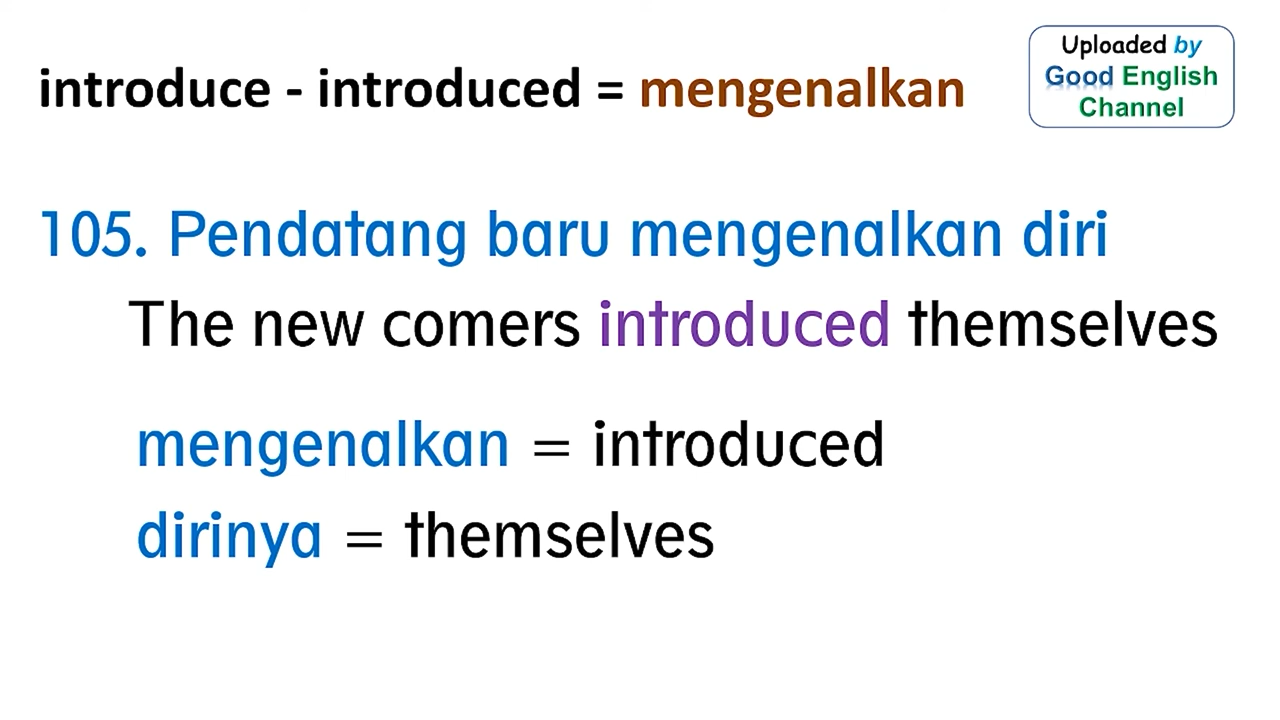 introduce - introduced = mengenalkan
Uploaded by
Good English
Channel
105. Pendatang baru mengenalkan diri
The new comers introduced themselves
mengenalkan = introduced
dirinya = themselves